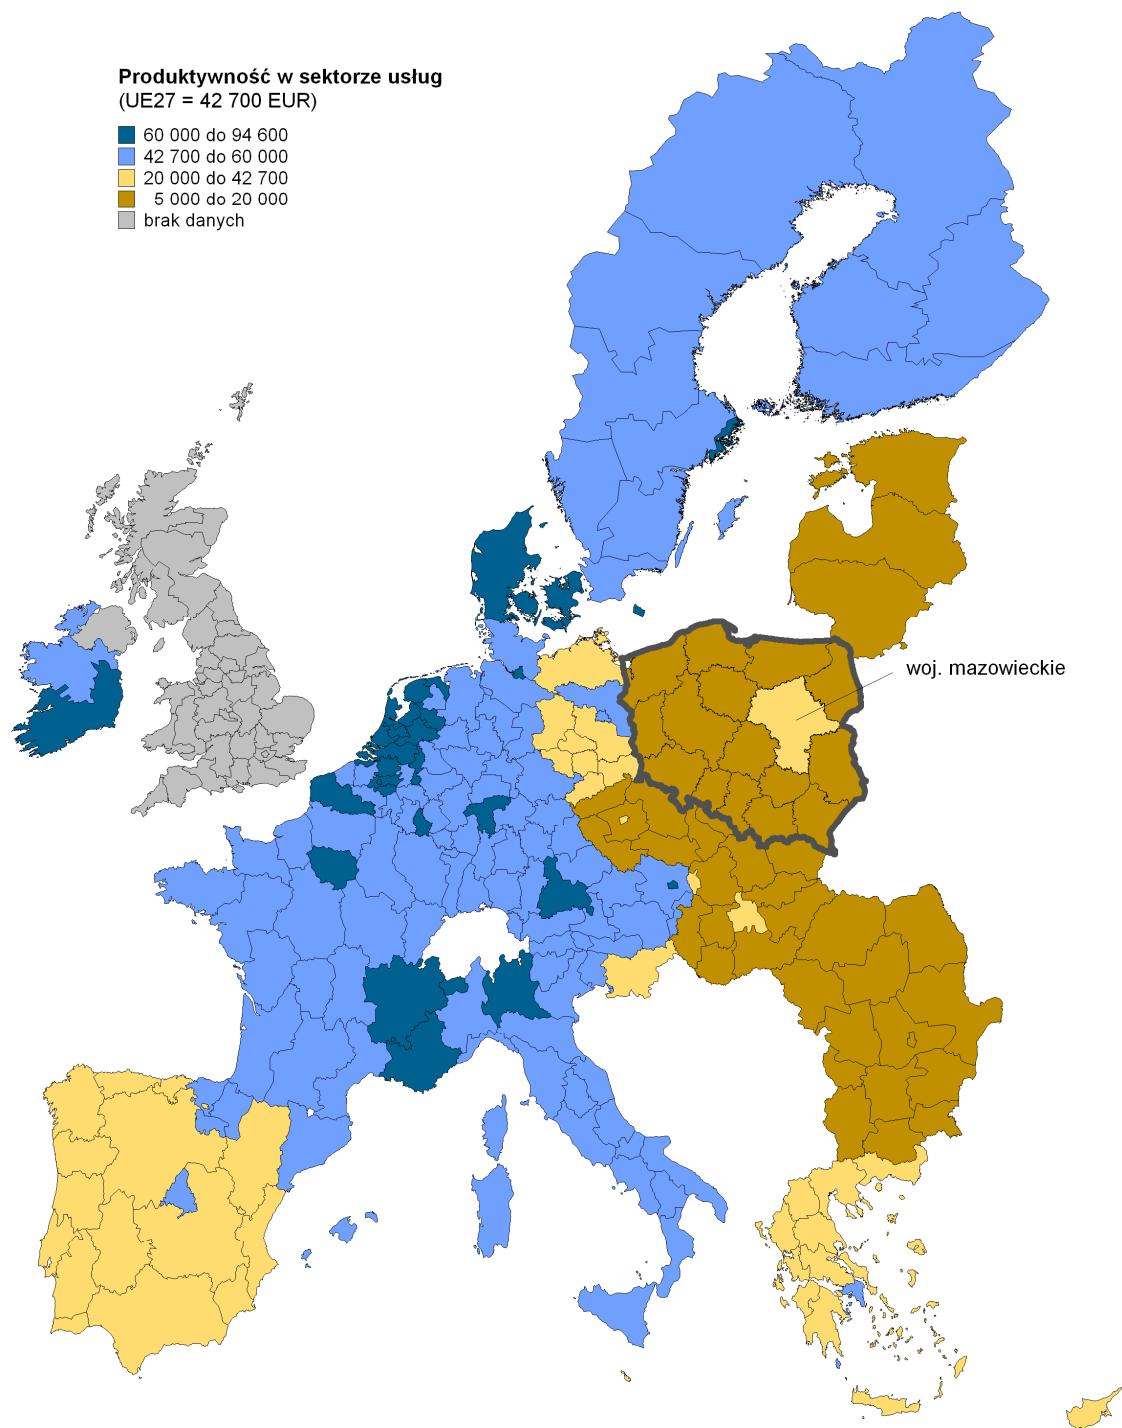 Produktywność w sektorze usług
(UE27 = 42 700 EUR)
60 000 do 94 600
42 700 do 60 000
20 000 do 42 700
5 000 do 20 000
brak danych
woj. mazowieckie